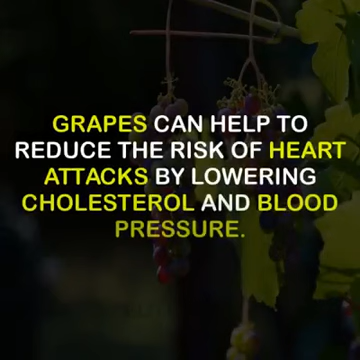 GRAPES CAN HELP TO
REDUCE THE RISK OF HEART
ATTACKS BY LOWERING
CHOLESTEROL AND BLOOD
PRESSURE.